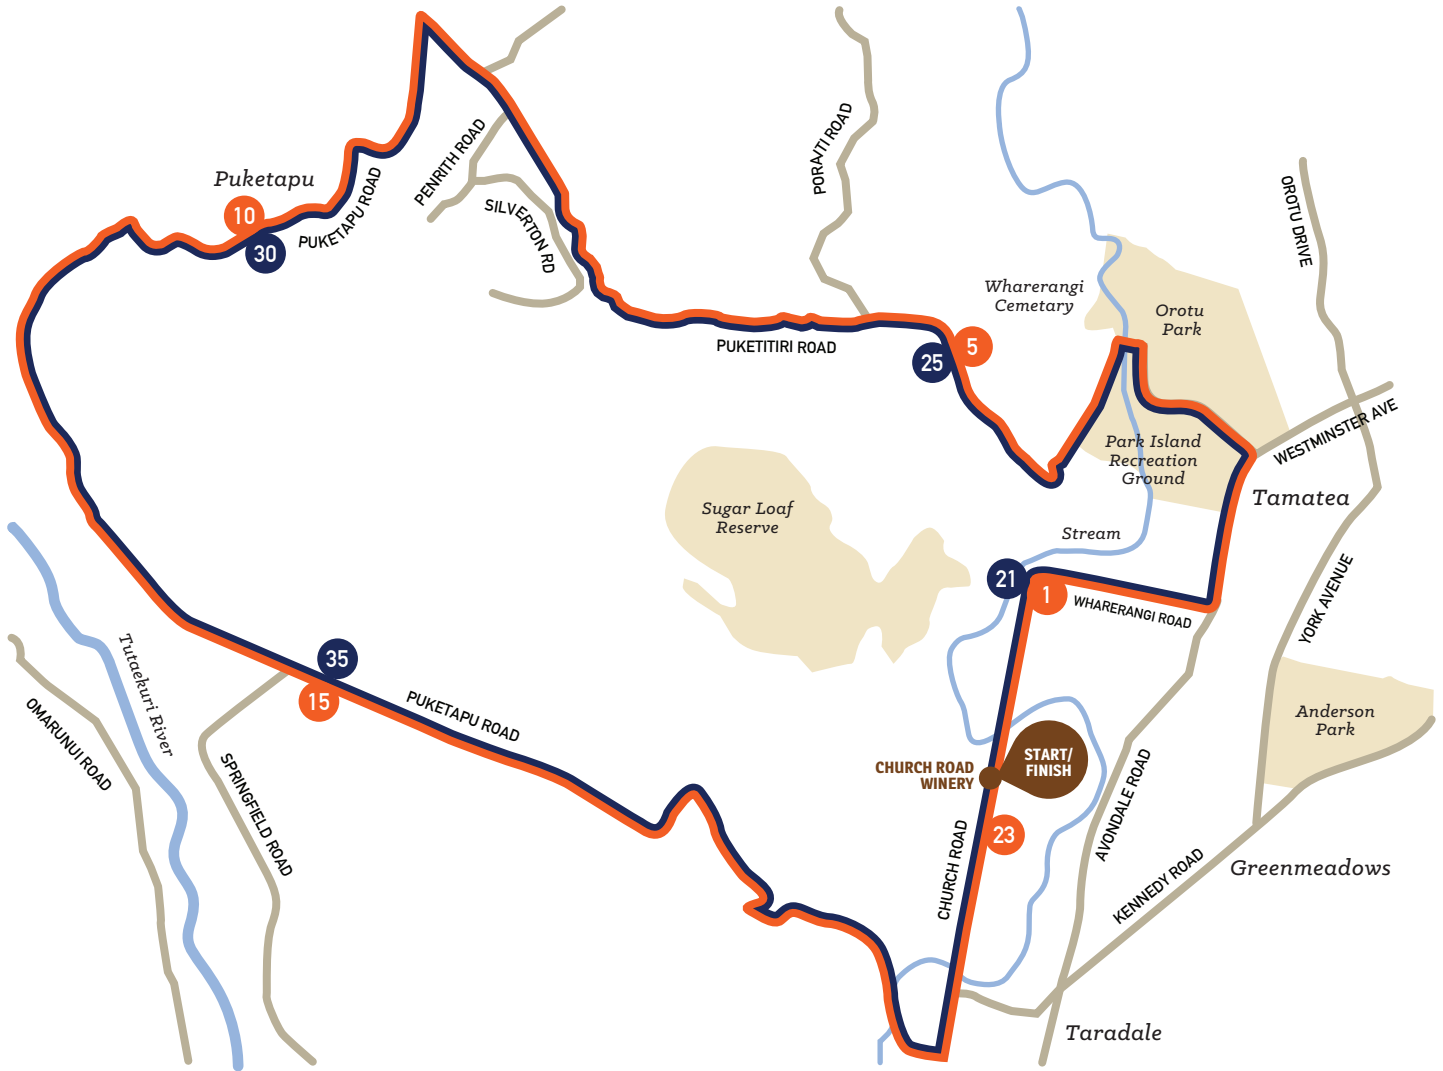 Puketapu
10
30
PUKETAPU ROAD
PENRITH ROAD
SILVERTON RD
PORAITI ROAD
PUKETITIRI ROAD
25
5
Wharerangi
Cemetary
Orotu
Park
OROTU DRIVE
WESTMINSTER AVE
Park Island
Recreation
Ground
Tamatea
Sugar Loaf
Reserve
Stream
21
1
WHARERANGI ROAD
YORK AVENUE
Tutaekuri River
35
15
PUKETAPU ROAD
OMARUNUI ROAD
SPRINGFIELD ROAD
Anderson
Park
CHURCH ROAD
WINERY
START/
FINISH
23
CHURCH ROAD
AVONDALE ROAD
KENNEDY ROAD
Greenmeadows
Taradale